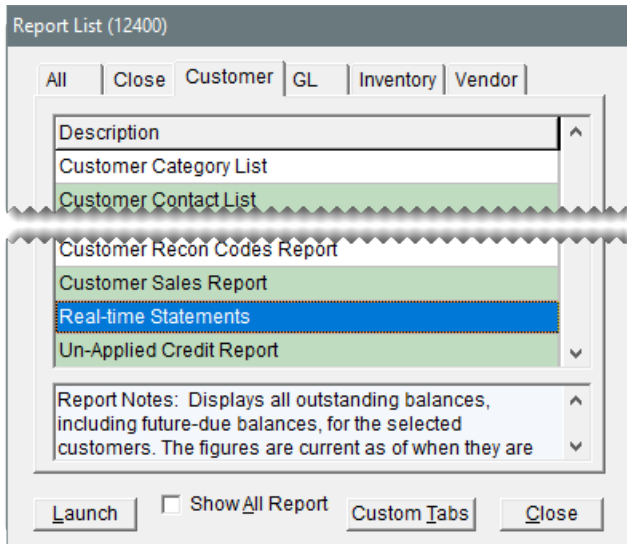 Report List (12400)
All Close Customer GL Inventory Vendor
Description
Customer Category List
Customer Contact List
Customer Recon Codes Report
Customer Sales Report
Real-time Statements
Un-Applied Credit Report
Report Notes: Displays all outstanding balances,
including future-due balances, for the selected
customers. The figures are current as of when they are
Launch Show All Report Custom Tabs Close